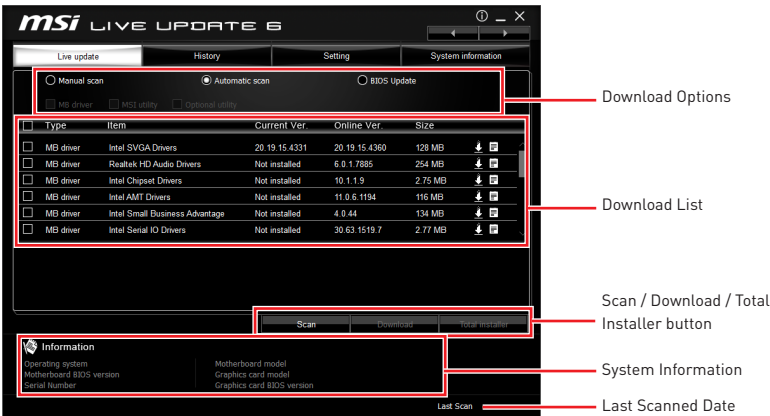 msi LIVE UPDATE 6
Live update History Setting System information
Manual scan Automatic scan BIOS Update
MB driver MSI utility Optional utility
Download Options
Type Item Current Ver. Online Ver. Size
MB driver Intel SVGA Drivers 20.19.15.4331 20.19.15.4360 128 MB
MB driver Realtek HD Audio Drivers Not installed 6.0.1.7885 254 MB
MB driver Intel Chipset Drivers Not installed 10.1.1.9 2.75 MB
MB driver Intel AMT Drivers Not installed 11.0.6.1194 116 MB
Download List
MB driver Intel Small Business Advantage Not installed 4.0.44 134 MB
MB driver Intel Serial IO Drivers Not installed 30.63.1519.7 2.77 MB
Scan / Download / Total
Installer button
Scan Download Total Installer
Information
Operating system Motherboard model
Motherboard BIOS version Graphics card model
Serial Number Graphics card BIOS version
System Information
Last Scan
Last Scanned Date